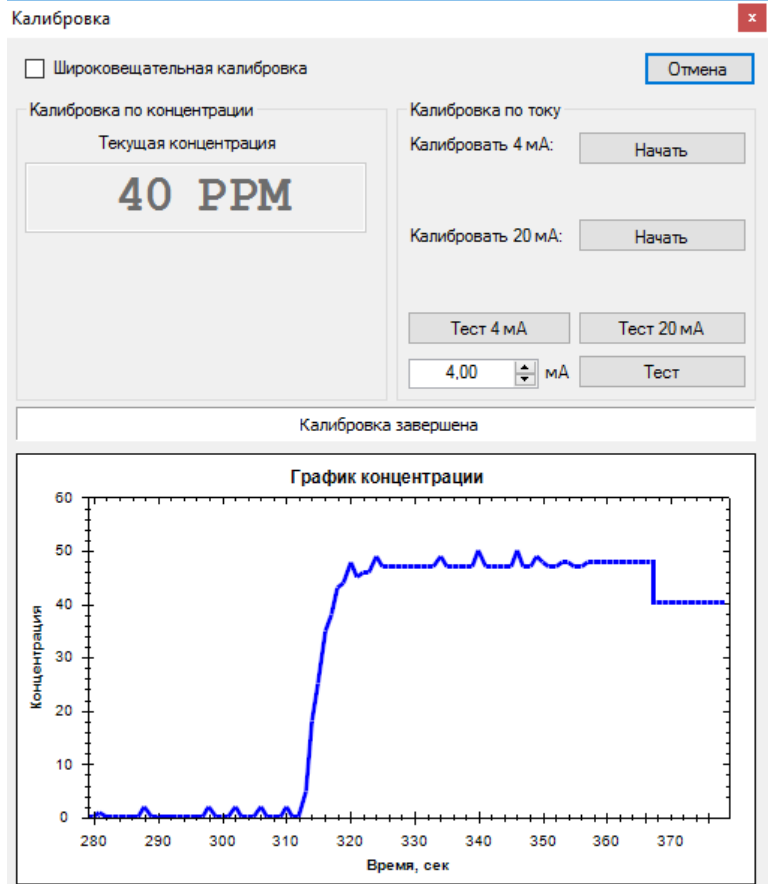 Калибровка
x
Широковещательная калибровка
Отмена
Калибровка по концентрации
Текущая концентрация
40 PPM
Калибровка по току
Калибровать 4 мА:
Начать
Калибровать 20 мА:
Начать
Тест 4 мА
Тест 20 мА
4,00
мА
Тест
Калибровка завершена
График концентрации
60
50
40
30
20
10
0
Концентрация
280 290 300 310 320 330 340 350 360 370
Время, сек